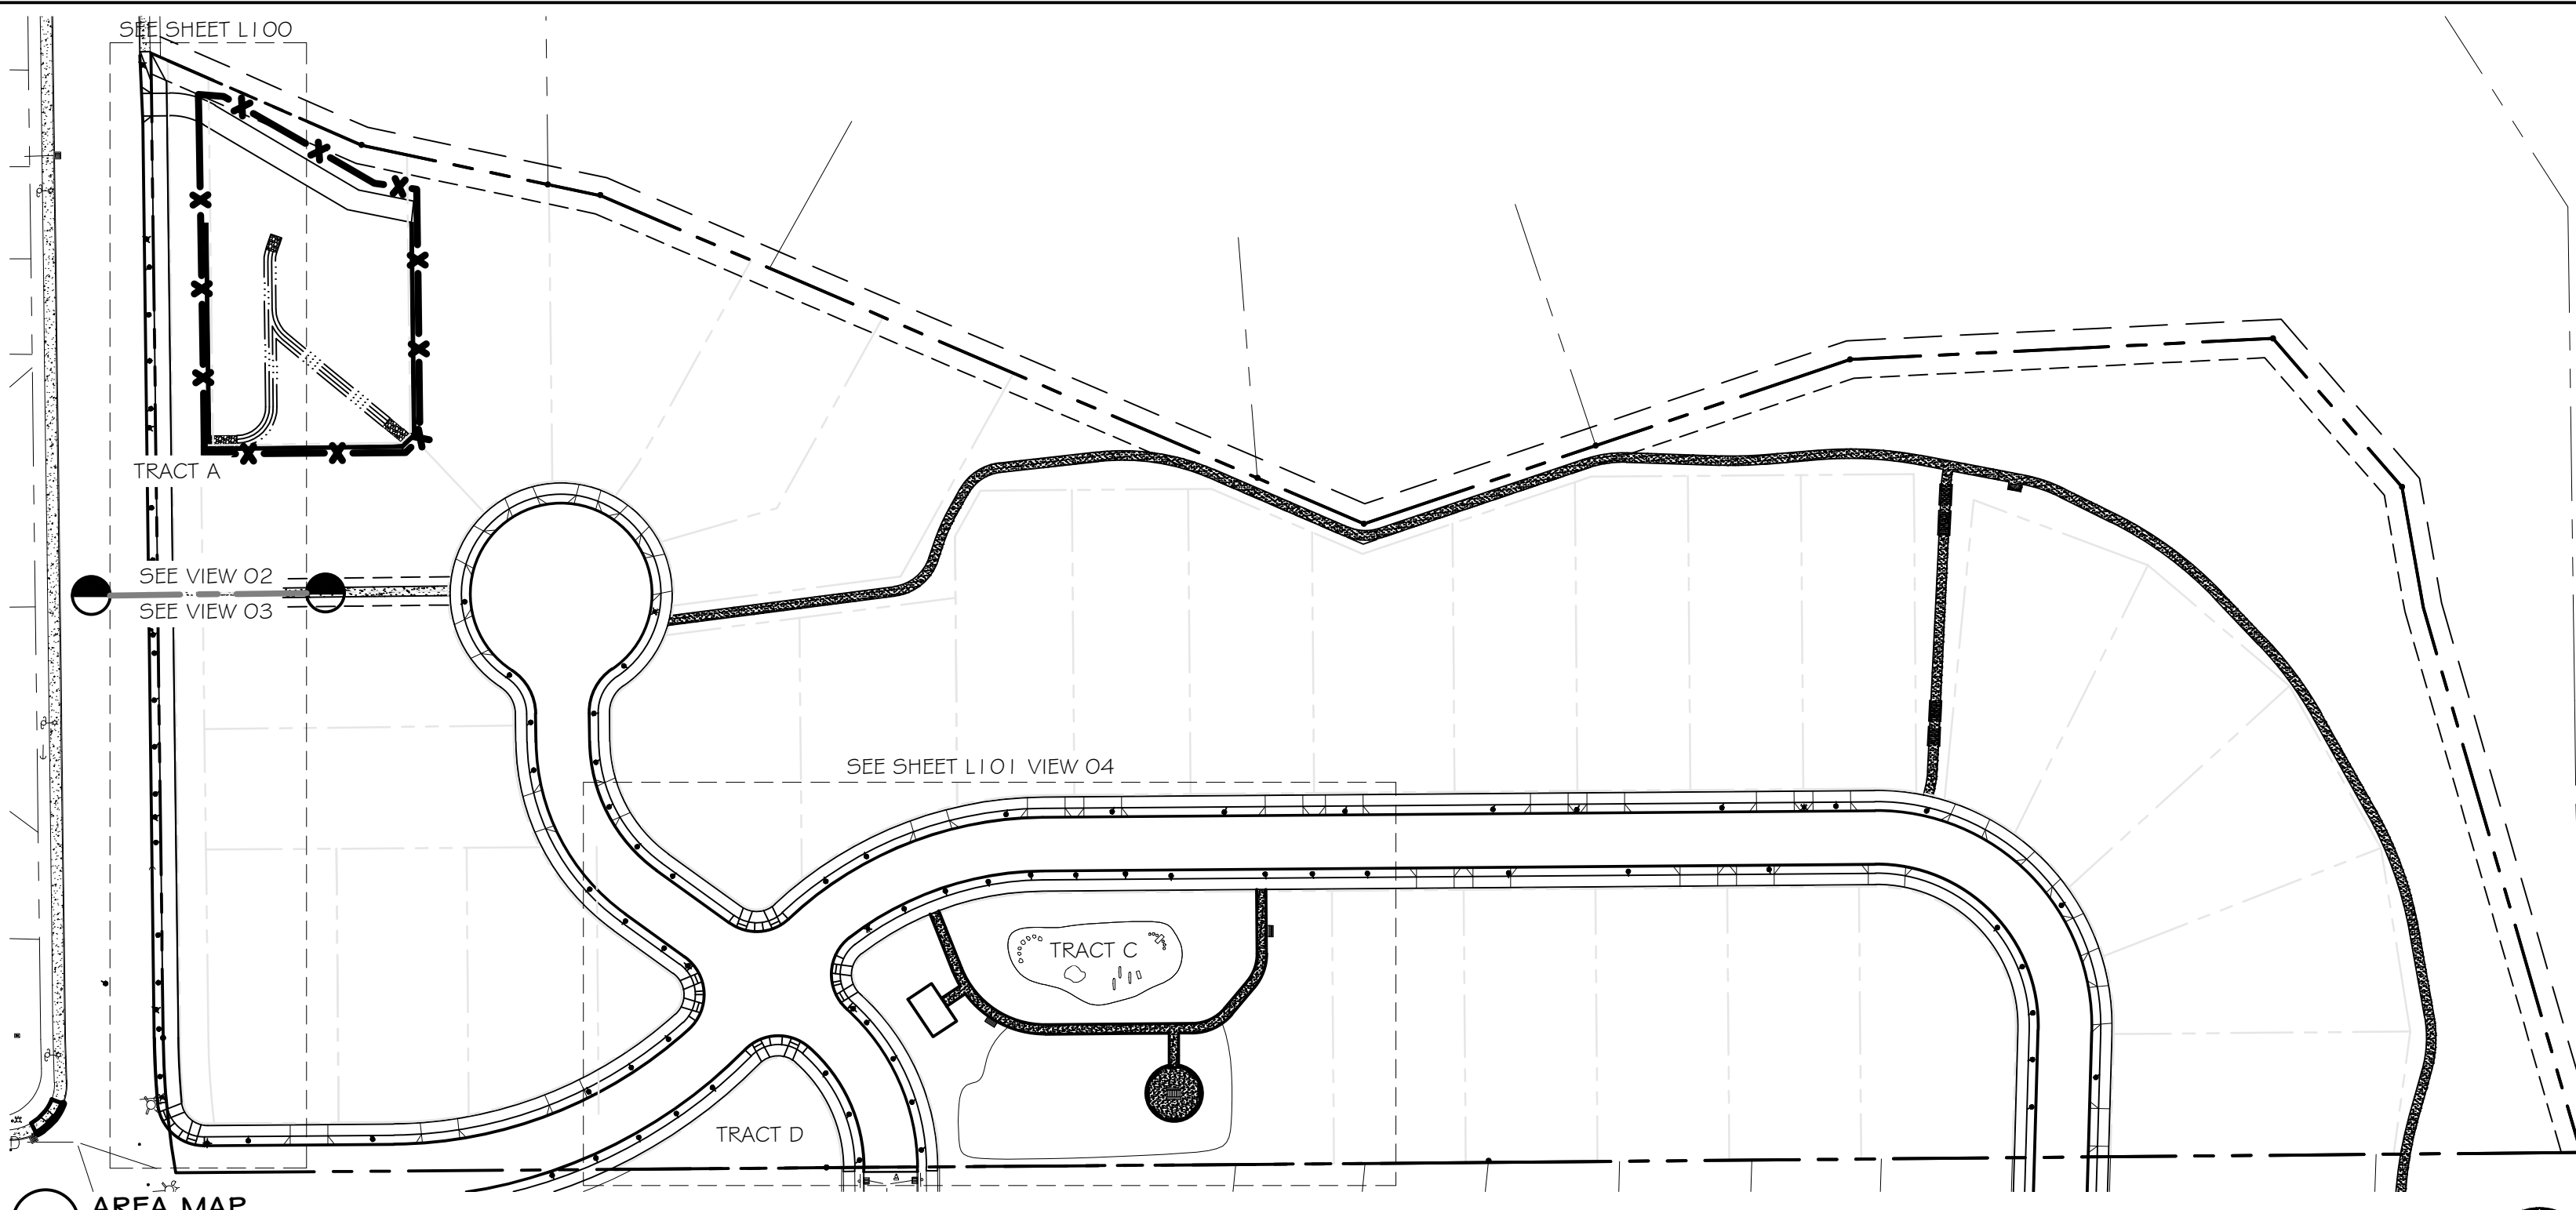 SEE SHEET L100
TRACT A
SEE VIEW 02
SEE VIEW 03
SEE SHEET L101 VIEW 04
TRACT C
TRACT D
AREA MAP